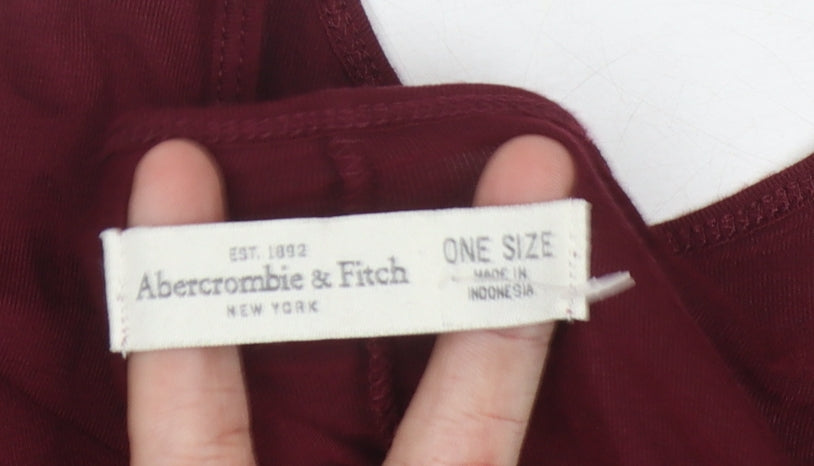 EST. 1892
Abercrombie & Fitch
NEW YORK
ONE SIZE
MADE IN
INDONESIA